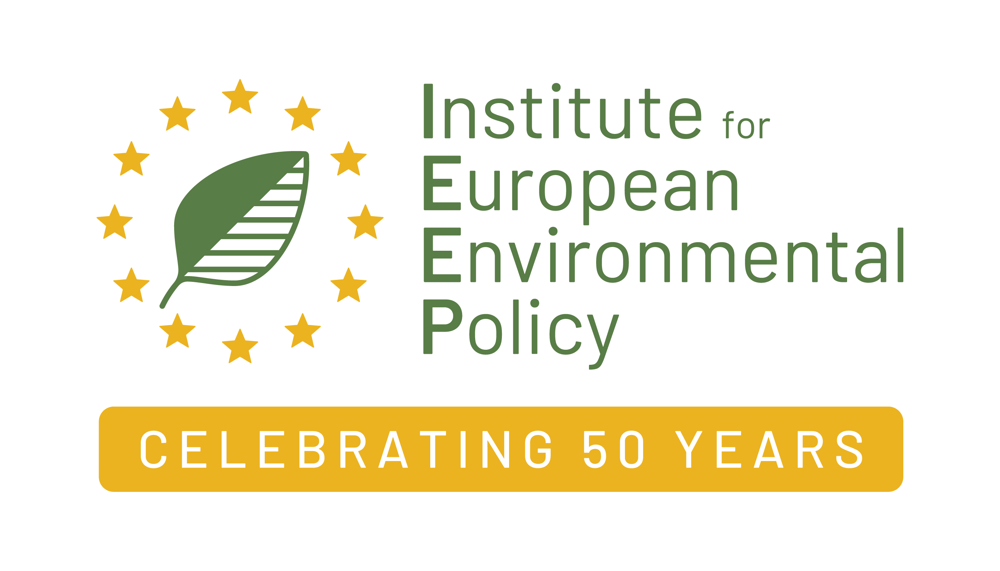 Institute for
European
Environmental
Policy
CELEBRATING 50 YEARS